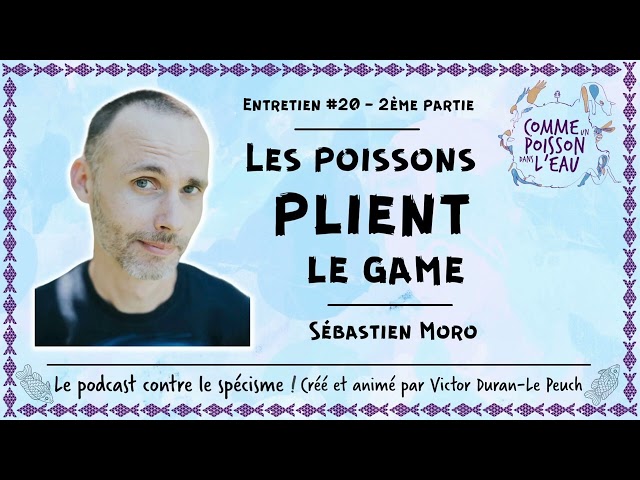 ENTRETIEN #20 - 2ÈME PARTIE
LES POISSONS
PLIENT
LE GAME
SÉBASTIEN MORO
COMME UN
POISSON
DANS L'EAU
Le podcast contre le spécisme ! Créé et animé par Victor Duran-Le Peuch